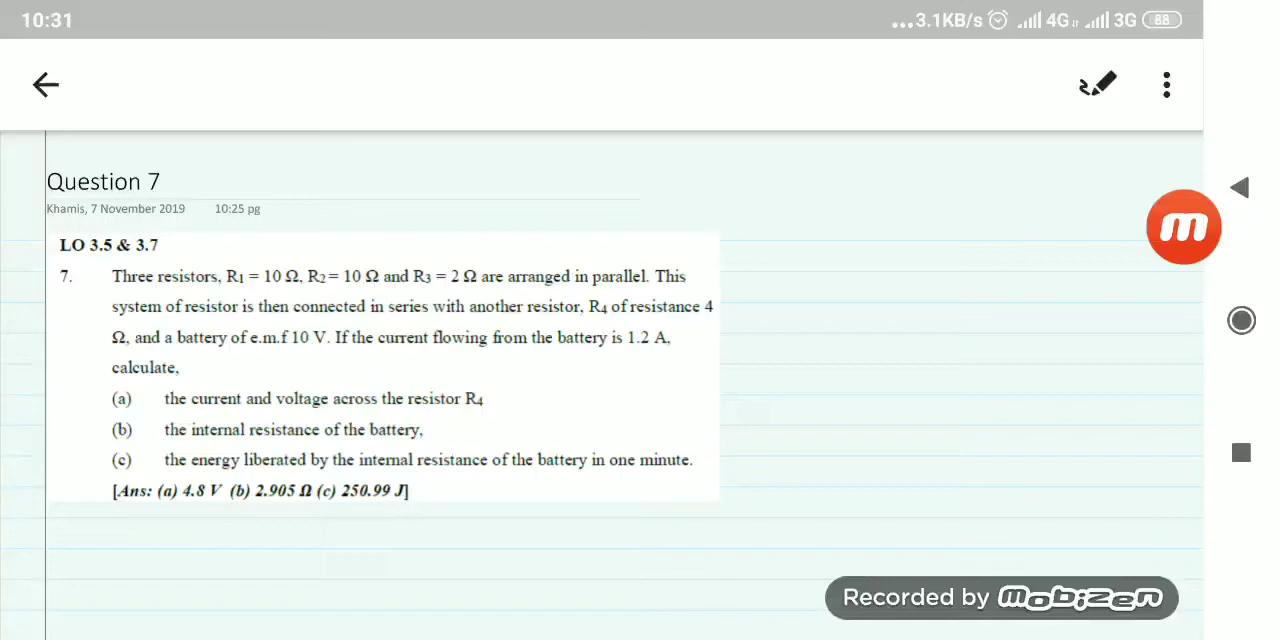 10:31
...3.1KB/s 4G 3G 88
Question 7
Khamis, 7 November 2019 10:25 pg
LO 3.5 & 3.7
7. Three resistors, R1 = 10 Ω, R2 = 10 Ω and R3 = 2 Ω are arranged in parallel. This
system of resistor is then connected in series with another resistor, R4 of resistance 4
Ω, and a battery of e.m.f 10 V. If the current flowing from the battery is 1.2 A,
calculate,
(a) the current and voltage across the resistor R4
(b) the internal resistance of the battery,
(c) the energy liberated by the internal resistance of the battery in one minute.
[Ans: (a) 4.8 V (b) 2.905 Ω (c) 250.99 J]
m
Recorded by mobizen